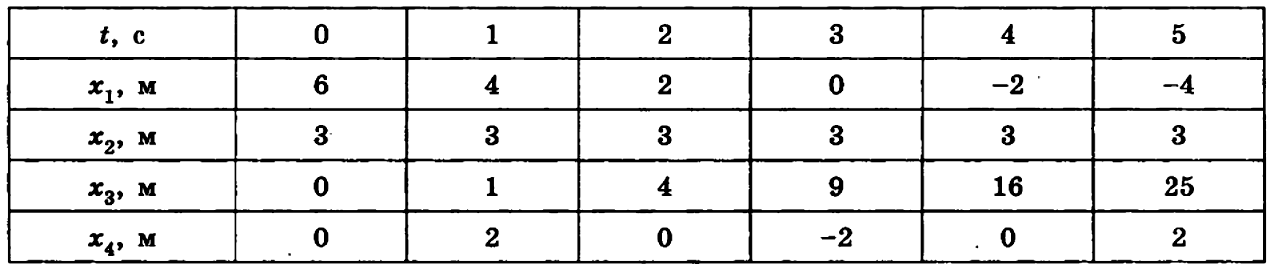 t, с 0 1 2 3 4 5
x₁, м 6 4 2 0 −2 −4
x₂, м 3 3 3 3 3 3
x₃, м 0 1 4 9 16 25
x₄, м 0 2 0 −2 0 2